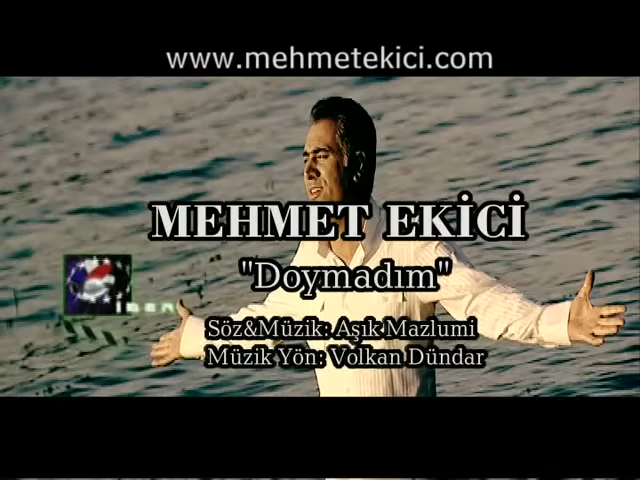 www.mehmetekici.com
MEHMET EKİCİ
"Doymadım"
Söz&Müzik: Aşık Mazlumi
Müzik Yön: Volkan Dündar